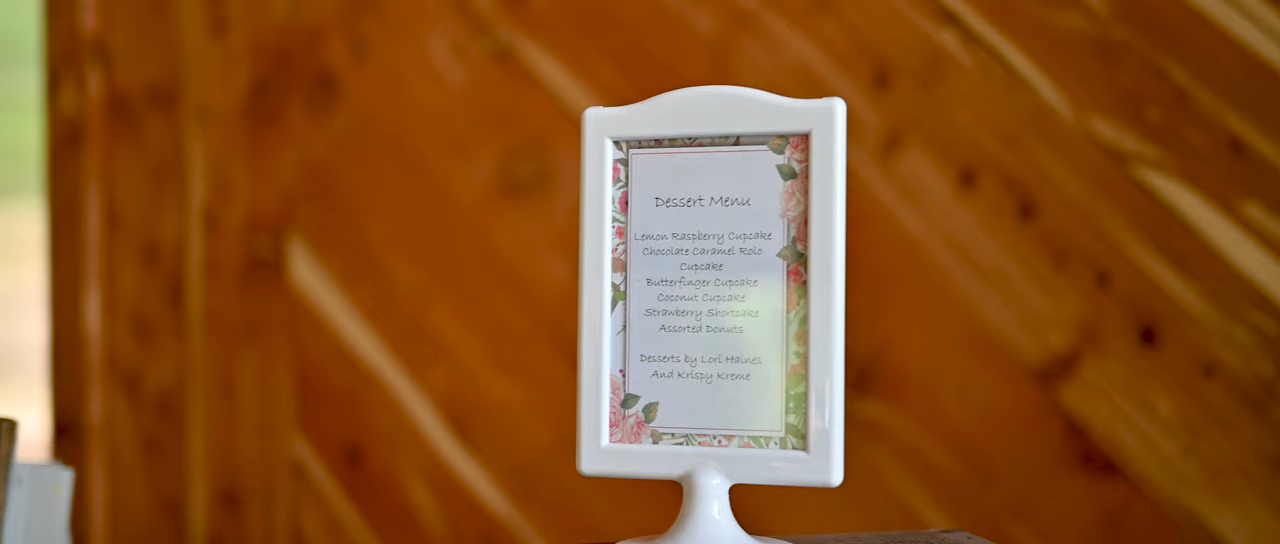 Dessert Menu
Lemon Raspberry Cupcake
Chocolate Caramel Rolo
Cupcake
Butterfinger Cupcake
Coconut Cupcake
Strawberry Shortcake
Assorted Donuts
Desserts by Lori Haines
And Krispy Kreme